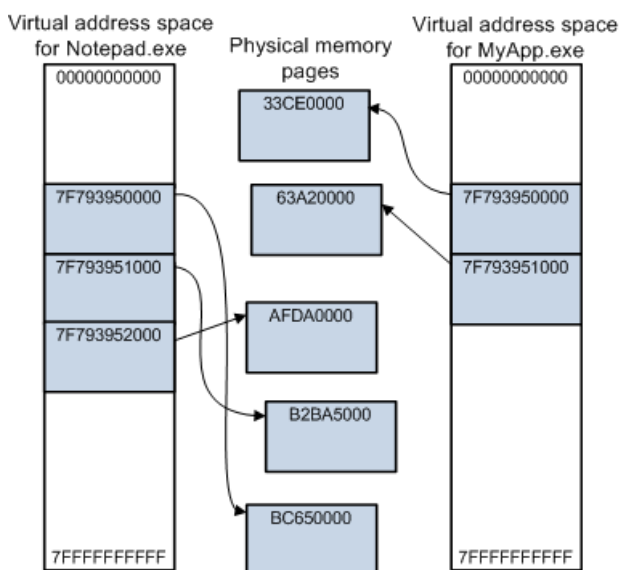 Virtual address space
for Notepad.exe
00000000000
7F793950000
7F793951000
7F793952000
7FFFFFFFFFF
Physical memory
pages
33CE0000
63A20000
AFDA0000
B2BA5000
BC650000
Virtual address space
for MyApp.exe
00000000000
7F793950000
7F793951000
7FFFFFFFFFF